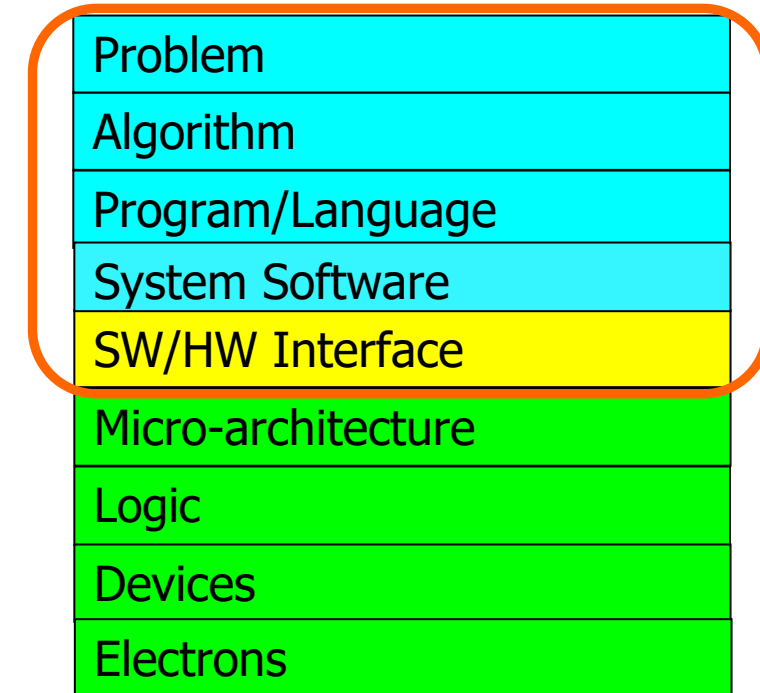 Problem
Algorithm
Program/Language
System Software
SW/HW Interface
Micro-architecture
Logic
Devices
Electrons